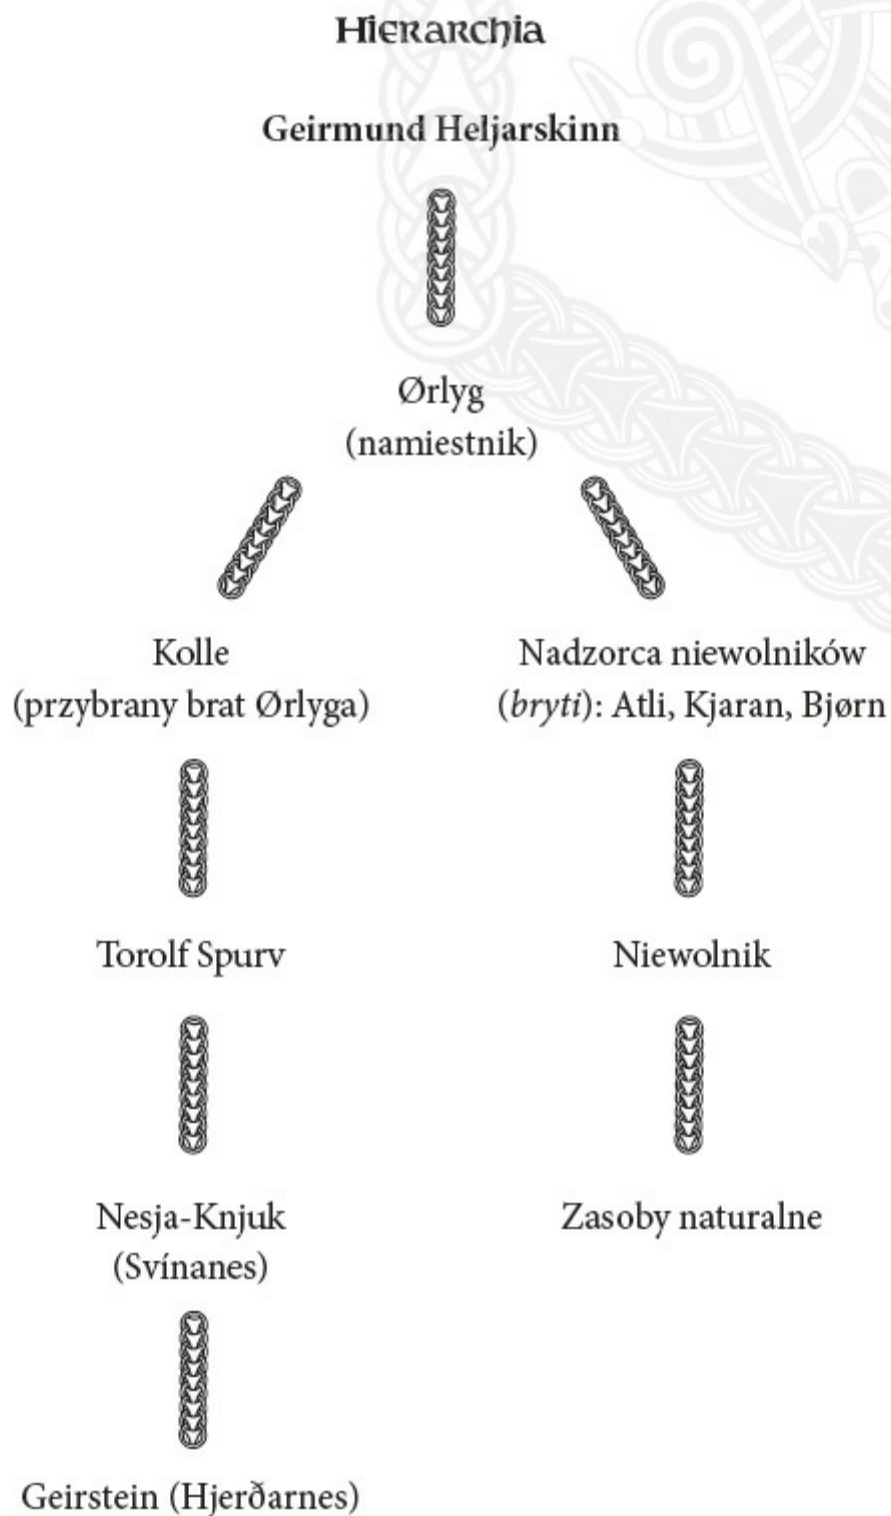 Hierarchia
Geirmund Heljarskinn
Ørlyg
(namiestnik)
Kolle
(przybrany brat Ørlyga)
Nadzorca niewolników
(bryti): Atli, Kjaran, Bjørn
Torolf Spurv
Niewolnik
Nesja-Knjuk
(Svínanes)
Zasoby naturalne
Geirstein (Hjerðarnes)